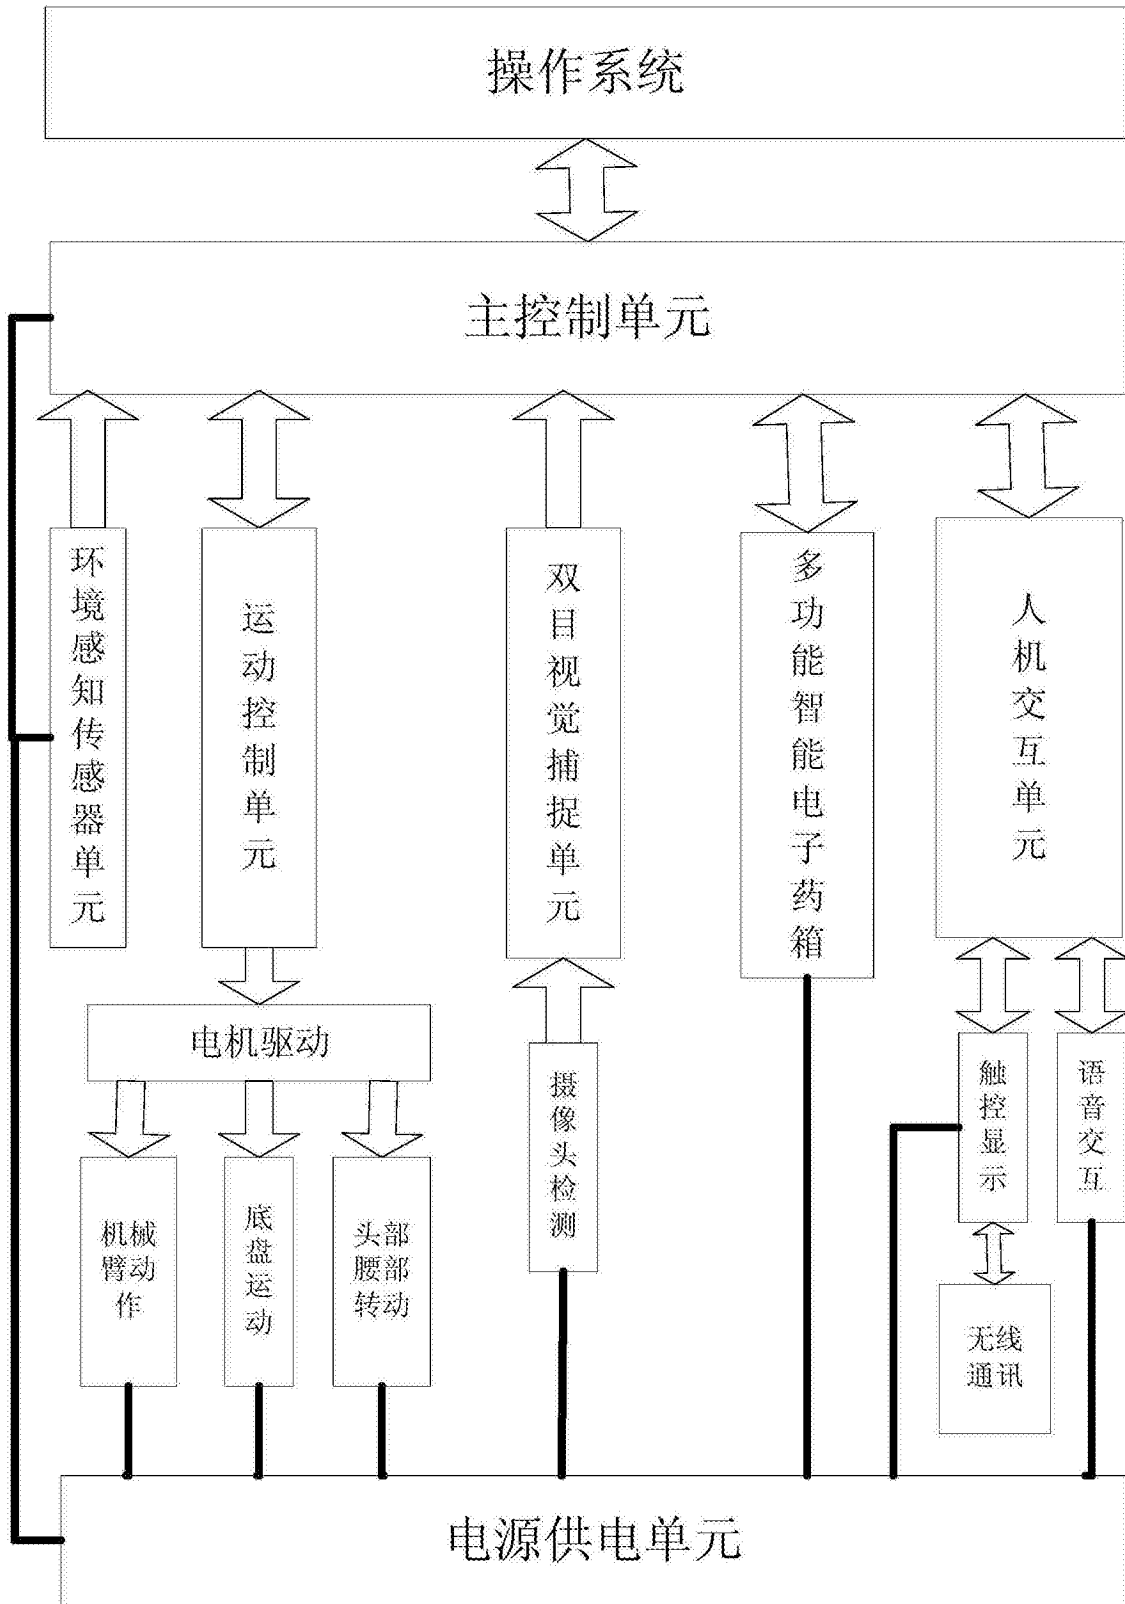 操作系统
主控制单元
环境感知传感器单元
运动控制单元
双目视觉捕捉单元
多功能智能电子药箱
人机交互单元
电机驱动
机械
臂动
作
底盘运动
头部
腰部
转动
摄像头检测
触控显示
语音交互
无线
通讯
电源供电单元